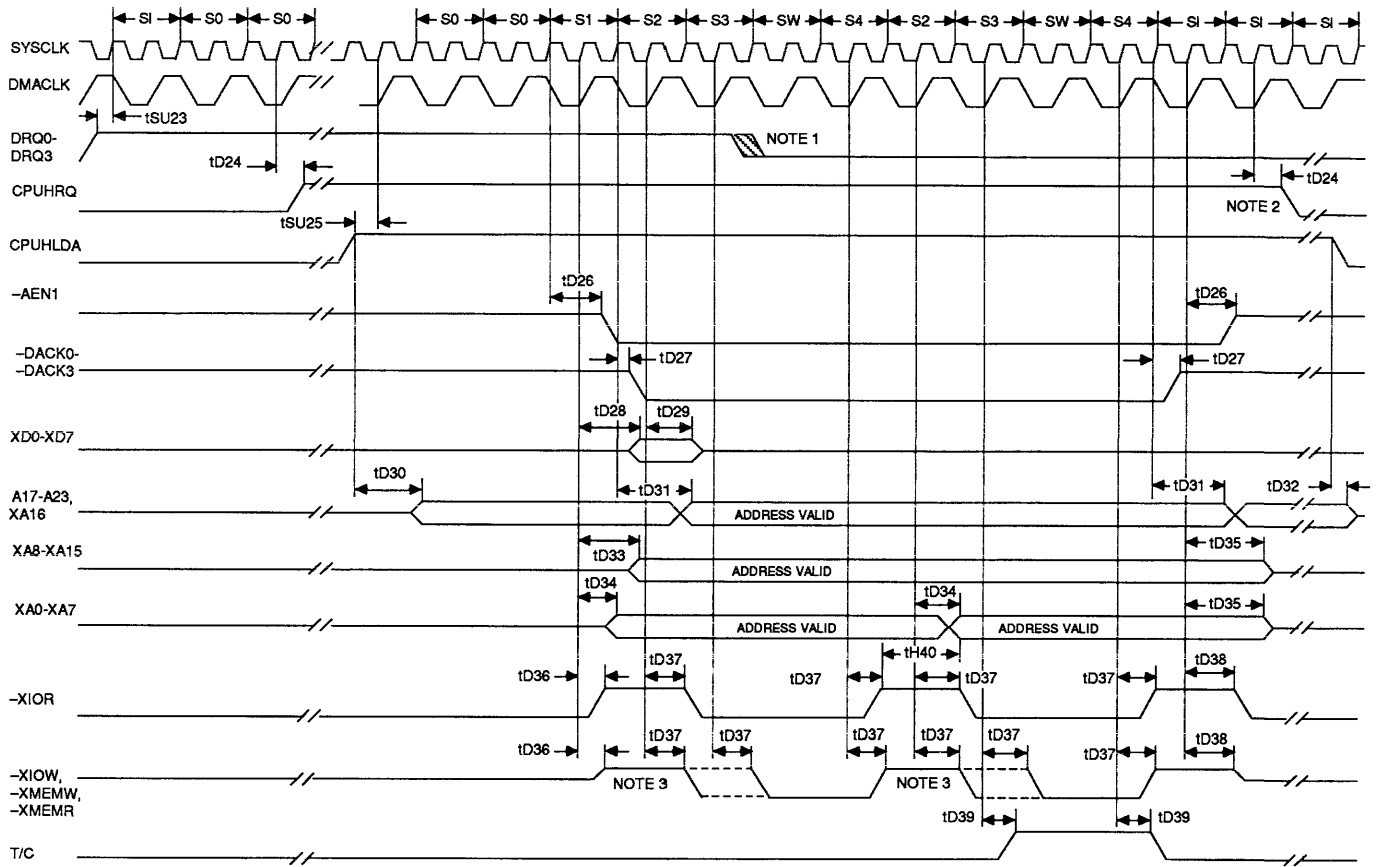 SI S0 S0 S0 S0 S1 S2 S3 SW S4 S2 S3 SW S4 SI SI SI
SYSCLK
DMACLK
tSU23
DRQ0-
DRQ3
NOTE 1
tD24
tD24
CPUHRQ
NOTE 2
tSU25
CPUHLDA
tD26
tD26
–AEN1
–DACK0-
–DACK3
tD27
tD27
tD28 tD29
XD0-XD7
tD30
A17-A23,
XA16
tD31
tD31
tD32
ADDRESS VALID
XA8-XA15
tD33
tD35
ADDRESS VALID
tD34
tD34
tD35
XA0-XA7
ADDRESS VALID
ADDRESS VALID
tH40
tD36 tD37 tD37 tD37 tD37 tD38
–XIOR
tD36 tD37 tD37 tD37 tD37 tD37 tD37 tD38
–XIOW,
–XMEMW,
–XMEMR
NOTE 3
NOTE 3
tD39
tD39
T/C